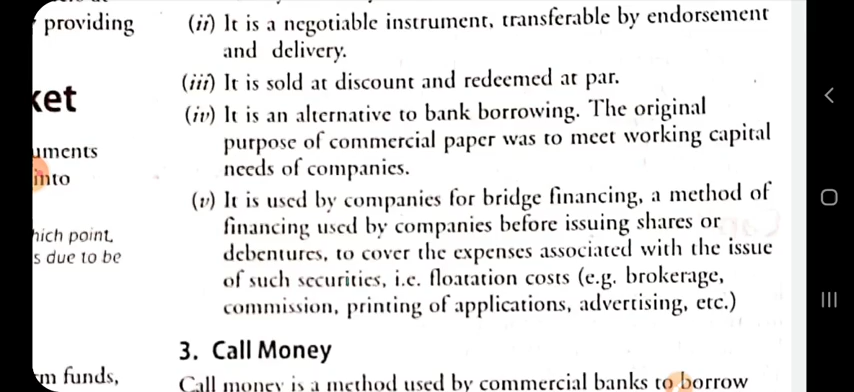 providing
ket
uments
into
hich point,
s due to be
m funds,
(ii) It is a negotiable instrument, transferable by endorsement
and delivery.
(iii) It is sold at discount and redeemed at par.
(iv) It is an alternative to bank borrowing. The original
purpose of commercial paper was to meet working capital
needs of companies.
(v) It is used by companies for bridge financing, a method of
financing used by companies before issuing shares or
debentures, to cover the expenses associated with the issue
of such securities, i.e. floatation costs (e.g. brokerage,
commission, printing of applications, advertising, etc.)
3. Call Money
Call money is a method used by commercial banks to borrow